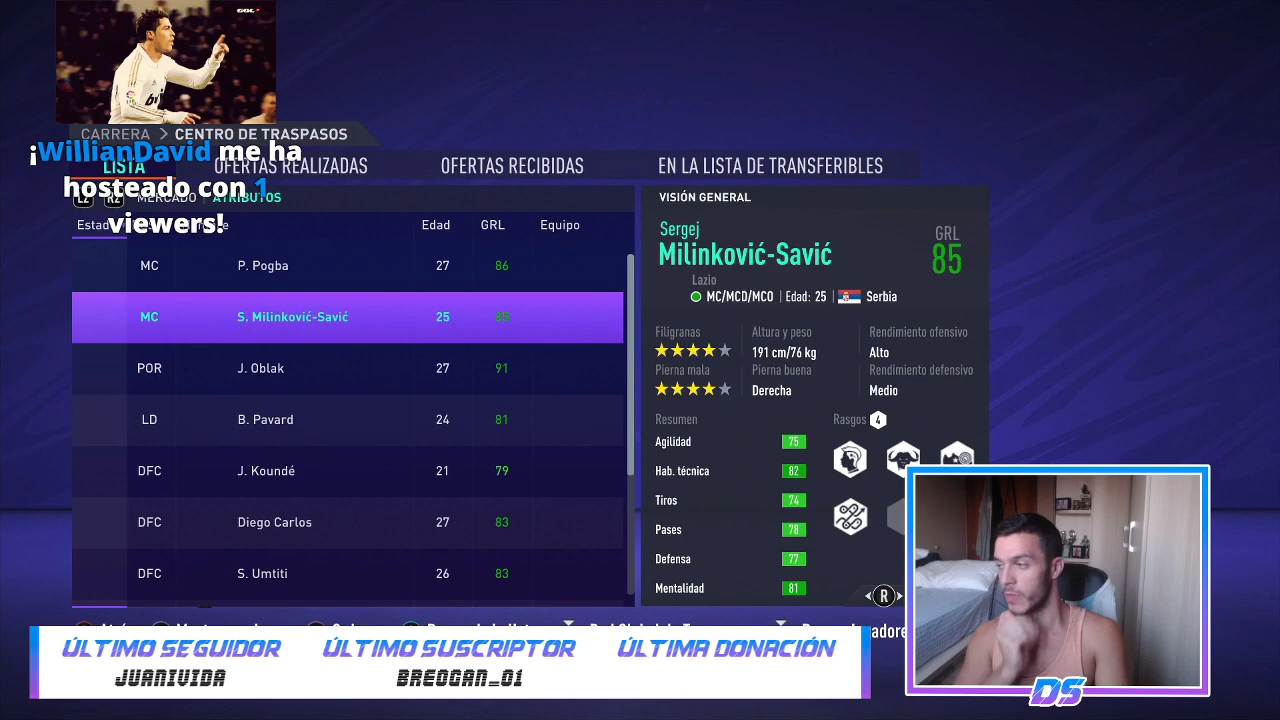 CARRERA > CENTRO DE TRASPASOS
¡WillianDavid me ha
hosteado con 1
viewers!
LISTA OFERTAS REALIZADAS OFERTAS RECIBIDAS EN LA LISTA DE TRANSFERIBLES
L2 R2 MERCADO ATRIBUTOS
Edad GRL Equipo
MC P. Pogba 27 86
MC S. Milinković-Savić 25 85
POR J. Oblak 27 91
LD B. Pavard 24 81
DFC J. Koundé 21 79
DFC Diego Carlos 27 83
DFC S. Umtiti 26 83
VISIÓN GENERAL
Sergej
Milinković-Savić
GRL
85
Lazio
MC/MCD/MCO Edad: 25 Serbia
Filigranas
Altura y peso
191 cm/76 kg
Rendimiento ofensivo
Alto
Pierna mala
Pierna buena
Derecha
Rendimiento defensivo
Medio
Resumen
Rasgos 4
Agilidad 75
Hab. técnica 82
Tiros 74
Pases 78
Defensa 77
Mentalidad 81
R
ÚLTIMO SEGUIDOR ÚLTIMO SUSCRIPTOR ÚLTIMA DONACIÓN
JUANIVIDA BREOGAN_01
DS